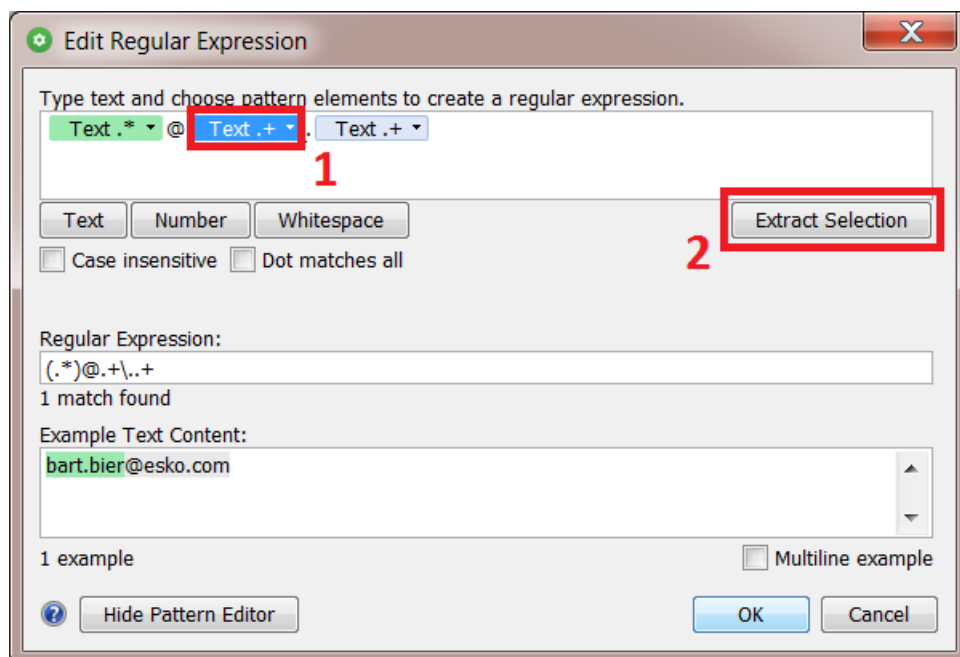 Edit Regular Expression
X
Type text and choose pattern elements to create a regular expression.
Text .* @ Text .+ . Text .+
1
Text Number Whitespace Extract Selection
2
Case insensitive Dot matches all
Regular Expression:
(.*)@.+\..+
1 match found
Example Text Content:
bart.bier@esko.com
1 example Multiline example
? Hide Pattern Editor OK Cancel